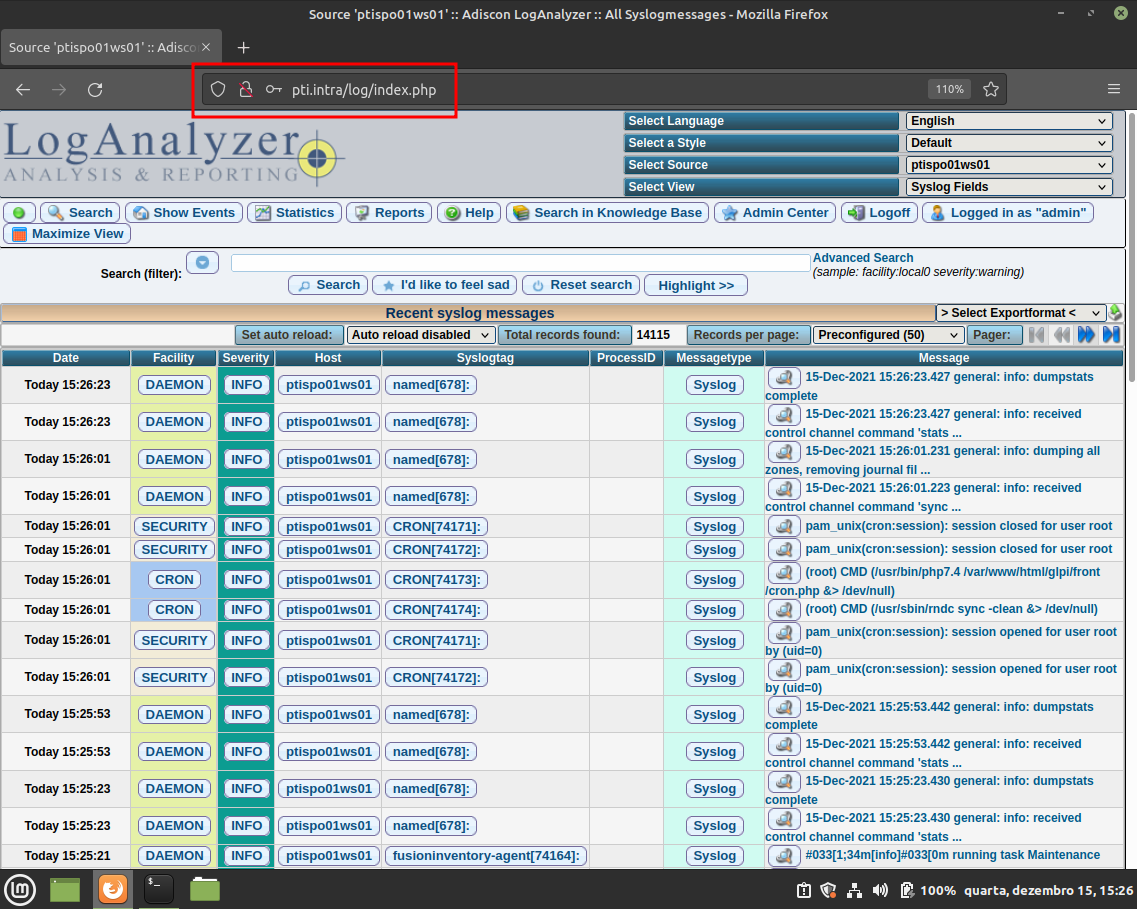 Source 'ptispo01ws01' :: Adiscon LogAnalyzer :: All Syslogmessages - Mozilla Firefox
Source 'ptispo01ws01' :: Adisco
pti.intra/log/index.php 110%
LogAnalyzer
ANALYSIS & REPORTING
Select Language English
Select a Style Default
Select Source ptispo01ws01
Select View Syslog Fields
Search Show Events Statistics Reports Help Search in Knowledge Base Admin Center Logoff Logged in as "admin"
Maximize View
Search (filter): Advanced Search
(sample: facility:local0 severity:warning)
Search I'd like to feel sad Reset search Highlight >>
Recent syslog messages > Select Exportformat <
Set auto reload: Auto reload disabled Total records found: 14115 Records per page: Preconfigured (50) Pager:
Date Facility Severity Host Syslogtag ProcessID Messagetype Message
Today 15:26:23 DAEMON INFO ptispo01ws01 named[678]: Syslog 15-Dec-2021 15:26:23.427 general: info: dumpstats
complete
Today 15:26:23 DAEMON INFO ptispo01ws01 named[678]: Syslog 15-Dec-2021 15:26:23.427 general: info: received
control channel command 'stats ...
Today 15:26:01 DAEMON INFO ptispo01ws01 named[678]: Syslog 15-Dec-2021 15:26:01.231 general: info: dumping all
zones, removing journal fil ...
Today 15:26:01 DAEMON INFO ptispo01ws01 named[678]: Syslog 15-Dec-2021 15:26:01.223 general: info: received
control channel command 'sync ...
Today 15:26:01 SECURITY INFO ptispo01ws01 CRON[74171]: Syslog pam_unix(cron:session): session closed for user root
Today 15:26:01 SECURITY INFO ptispo01ws01 CRON[74172]: Syslog pam_unix(cron:session): session closed for user root
Today 15:26:01 CRON INFO ptispo01ws01 CRON[74173]: Syslog (root) CMD (/usr/bin/php7.4 /var/www/html/glpi/front
/cron.php &> /dev/null)
Today 15:26:01 CRON INFO ptispo01ws01 CRON[74174]: Syslog (root) CMD (/usr/sbin/rndc sync -clean &> /dev/null)
Today 15:26:01 SECURITY INFO ptispo01ws01 CRON[74171]: Syslog pam_unix(cron:session): session opened for user root
by (uid=0)
Today 15:26:01 SECURITY INFO ptispo01ws01 CRON[74172]: Syslog pam_unix(cron:session): session opened for user root
by (uid=0)
Today 15:25:53 DAEMON INFO ptispo01ws01 named[678]: Syslog 15-Dec-2021 15:25:53.442 general: info: dumpstats
complete
Today 15:25:53 DAEMON INFO ptispo01ws01 named[678]: Syslog 15-Dec-2021 15:25:53.442 general: info: received
control channel command 'stats ...
Today 15:25:23 DAEMON INFO ptispo01ws01 named[678]: Syslog 15-Dec-2021 15:25:23.430 general: info: dumpstats
complete
Today 15:25:23 DAEMON INFO ptispo01ws01 named[678]: Syslog 15-Dec-2021 15:25:23.430 general: info: received
control channel command 'stats ...
Today 15:25:21 DAEMON INFO ptispo01ws01 fusioninventory-agent[74164]: Syslog #033[1;34m[info]#033[0m running task Maintenance
100% quarta, dezembro 15, 15:26